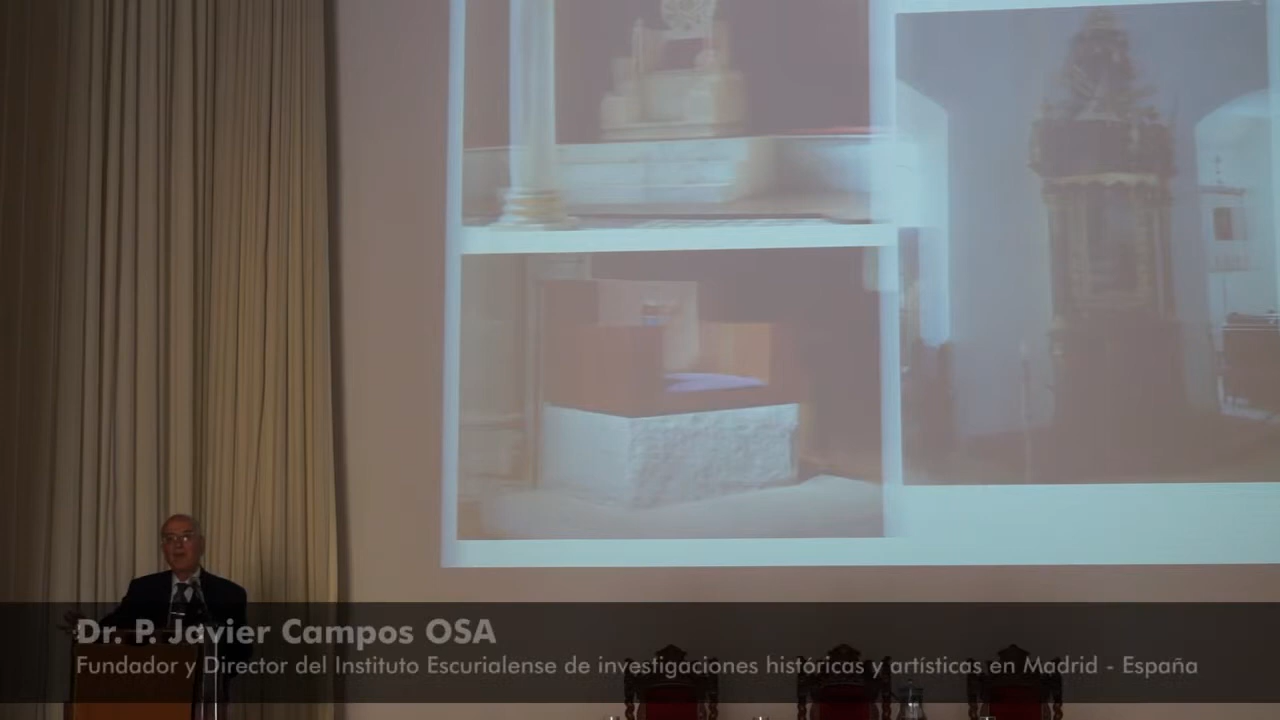 Dr. P. Javier Campos OSA
Fundador y Director del Instituto Escurialense de investigaciones históricas y artísticas en Madrid - España